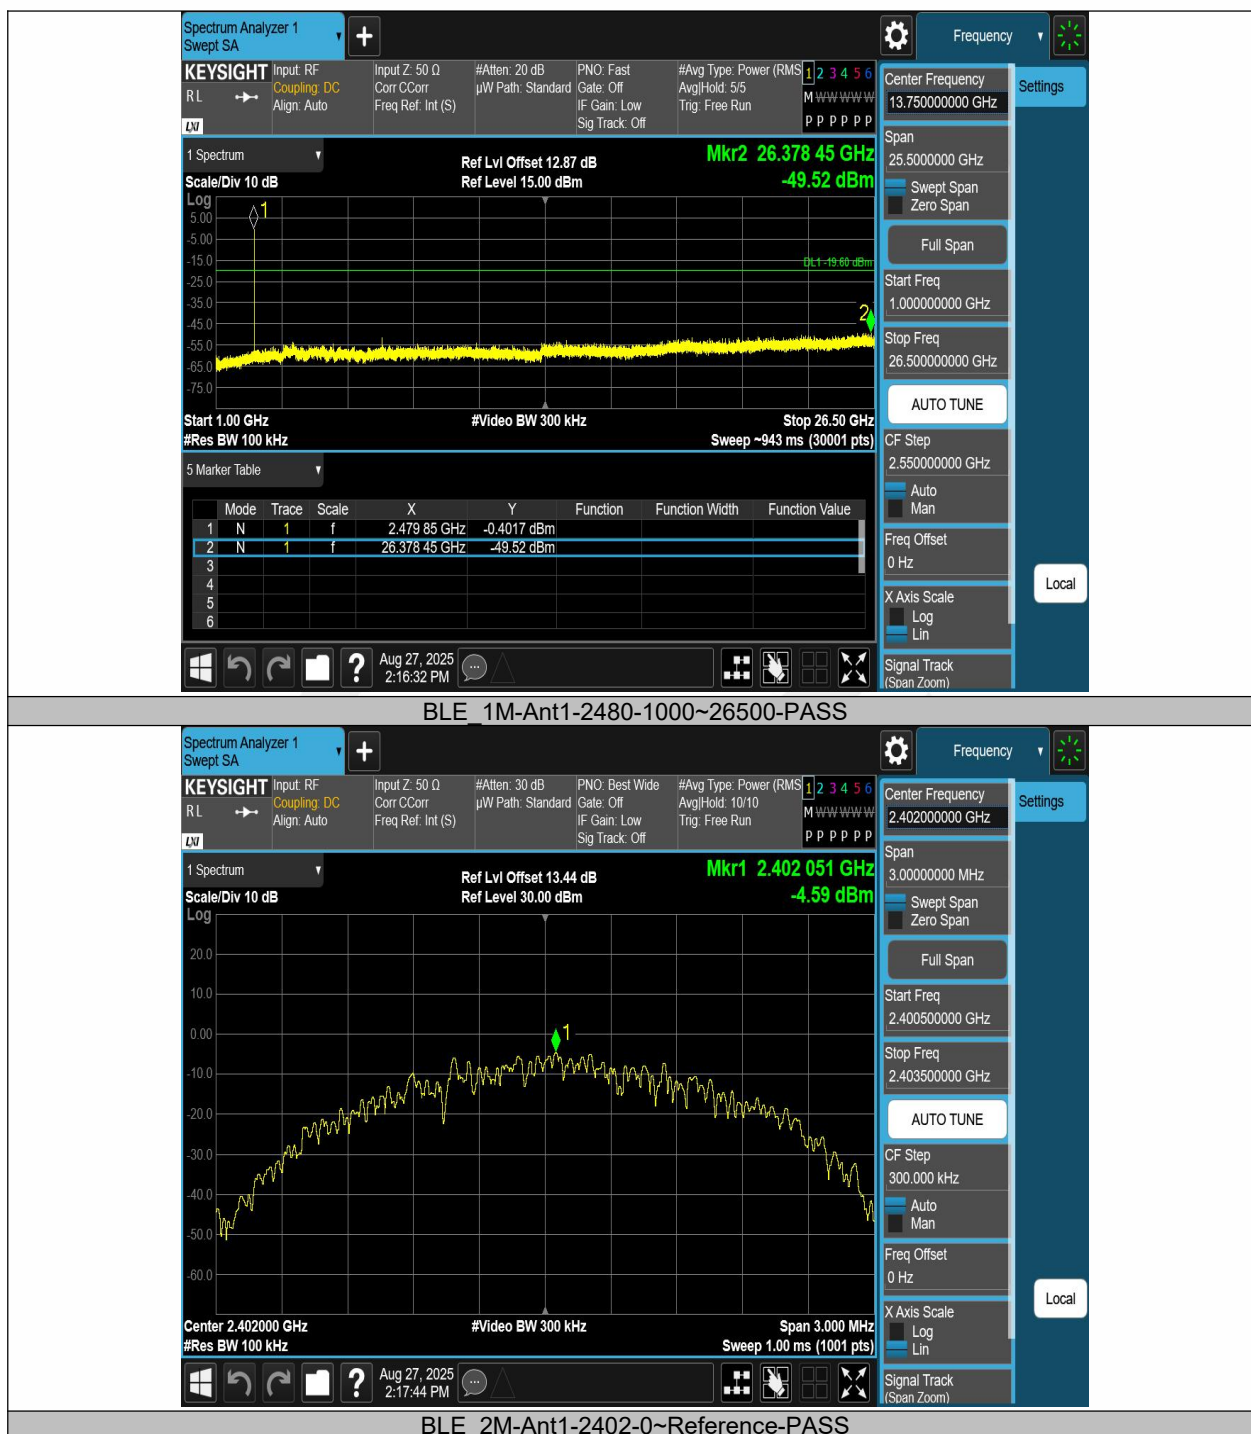 Spectrum Analyzer 1
Swept SA
Frequency
KEYSIGHT
RL
LXI
Input: RF
Coupling: DC
Align: Auto
Input Z: 50 Ω
Corr CCorr
Freq Ref: Int (S)
#Atten: 20 dB
µW Path: Standard
PNO: Fast
Gate: Off
IF Gain: Low
Sig Track: Off
#Avg Type: Power (RMS
Avg|Hold: 5/5
Trig: Free Run
1 2 3 4 5 6
M W W W W W
P P P P P P
1 Spectrum
Scale/Div 10 dB
Ref Lvl Offset 12.87 dB
Ref Level 15.00 dBm
Mkr2 26.378 45 GHz
-49.52 dBm
Log
5.00
-5.00
-15.0
-25.0
-35.0
-45.0
-55.0
-65.0
-75.0
1
DL1 -19.60 dBm
2
Start 1.00 GHz
#Video BW 300 kHz
Stop 26.50 GHz
#Res BW 100 kHz
Sweep ~943 ms (30001 pts)
5 Marker Table
Mode Trace Scale X Y Function Function Width Function Value
1 N 1 f 2.479 85 GHz -0.4017 dBm
2 N 1 f 26.378 45 GHz -49.52 dBm
3
4
5
6
?
Aug 27, 2025
2:16:32 PM
Center Frequency
13.750000000 GHz
Settings
Span
25.5000000 GHz
Swept Span
Zero Span
Full Span
Start Freq
1.000000000 GHz
Stop Freq
26.500000000 GHz
AUTO TUNE
CF Step
2.550000000 GHz
Auto
Man
Freq Offset
0 Hz
X Axis Scale
Log
Lin
Signal Track
(Span Zoom)
Local
BLE_1M-Ant1-2480-1000~26500-PASS
Spectrum Analyzer 1
Swept SA
Frequency
KEYSIGHT
RL
LXI
Input: RF
Coupling: DC
Align: Auto
Input Z: 50 Ω
Corr CCorr
Freq Ref: Int (S)
#Atten: 30 dB
µW Path: Standard
PNO: Best Wide
Gate: Off
IF Gain: Low
Sig Track: Off
#Avg Type: Power (RMS
Avg|Hold: 10/10
Trig: Free Run
1 2 3 4 5 6
M W W W W W
P P P P P P
1 Spectrum
Scale/Div 10 dB
Ref Lvl Offset 13.44 dB
Ref Level 30.00 dBm
Mkr1 2.402 051 GHz
-4.59 dBm
Log
20.0
10.0
0.00
-10.0
-20.0
-30.0
-40.0
-50.0
-60.0
1
Center 2.402000 GHz
#Video BW 300 kHz
Span 3.000 MHz
#Res BW 100 kHz
Sweep 1.00 ms (1001 pts)
?
Aug 27, 2025
2:17:44 PM
Center Frequency
2.402000000 GHz
Settings
Span
3.00000000 MHz
Swept Span
Zero Span
Full Span
Start Freq
2.400500000 GHz
Stop Freq
2.403500000 GHz
AUTO TUNE
CF Step
300.000 kHz
Auto
Man
Freq Offset
0 Hz
X Axis Scale
Log
Lin
Signal Track
(Span Zoom)
Local
BLE_2M-Ant1-2402-0~Reference-PASS